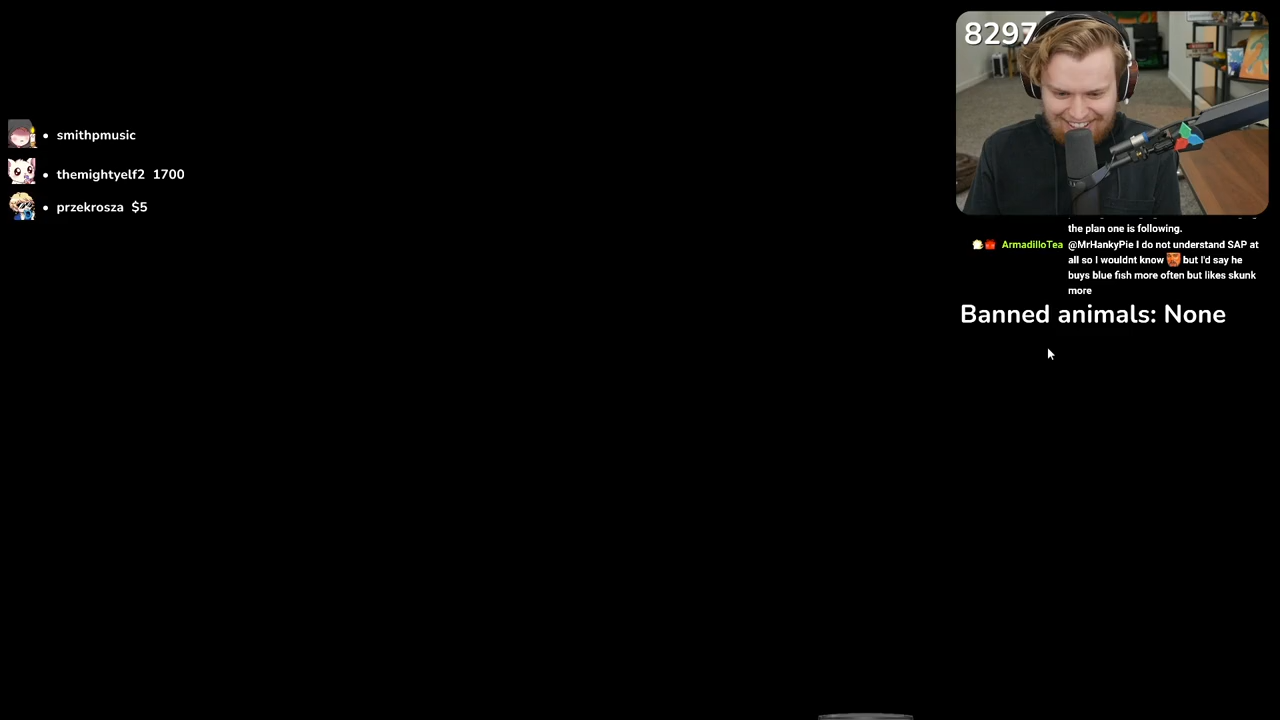 8297
smithpmusic
themightyelf2 1700
przekrosza $5
the plan one is following.
ArmadilloTea @MrHankyPie I do not understand SAP at
all so I wouldnt know but I'd say he
buys blue fish more often but likes skunk
more
Banned animals: None